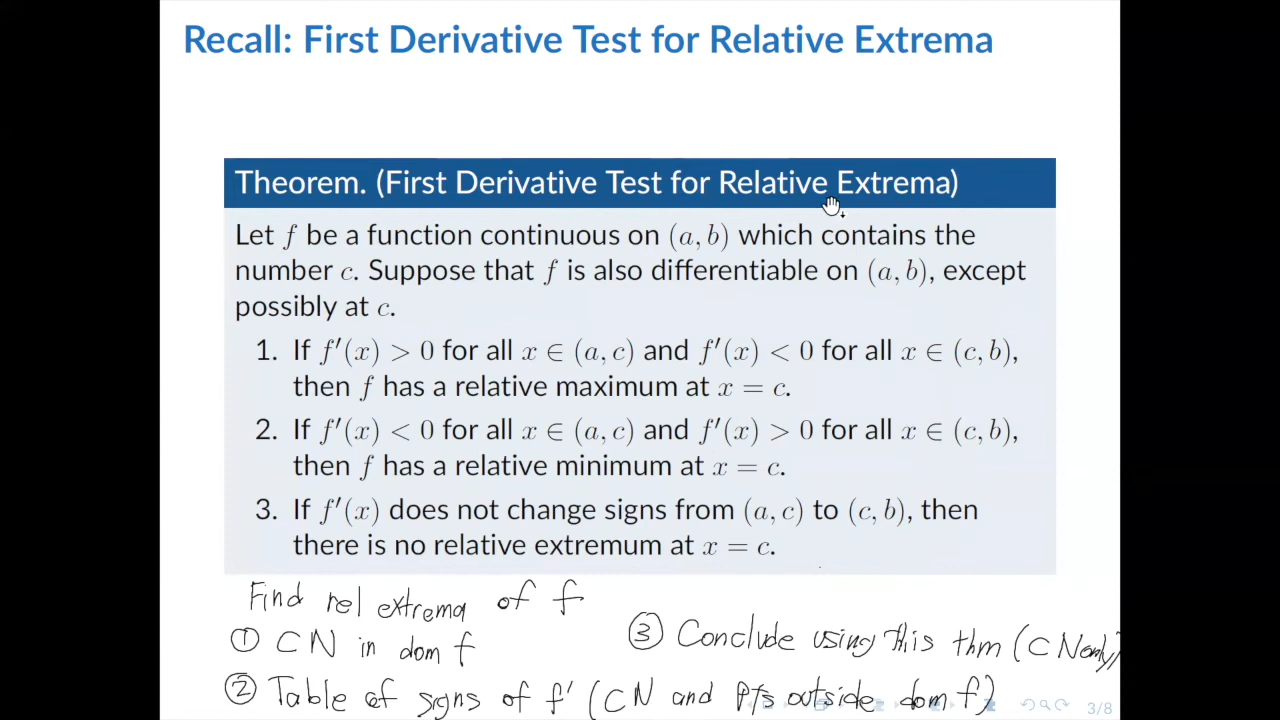 Recall: First Derivative Test for Relative Extrema
Theorem. (First Derivative Test for Relative Extrema)
Let f be a function continuous on (a, b) which contains the
number c. Suppose that f is also differentiable on (a, b), except
possibly at c.
1. If f′(x) > 0 for all x ∈ (a, c) and f′(x) < 0 for all x ∈ (c, b),
then f has a relative maximum at x = c.
2. If f′(x) < 0 for all x ∈ (a, c) and f′(x) > 0 for all x ∈ (c, b),
then f has a relative minimum at x = c.
3. If f′(x) does not change signs from (a, c) to (c, b), then
there is no relative extremum at x = c.
Find rel extrema of f
① CN in dom f
② Table of signs of f' (CN and pts outside dom f)
③ Conclude using this thm (CN only)
3/8